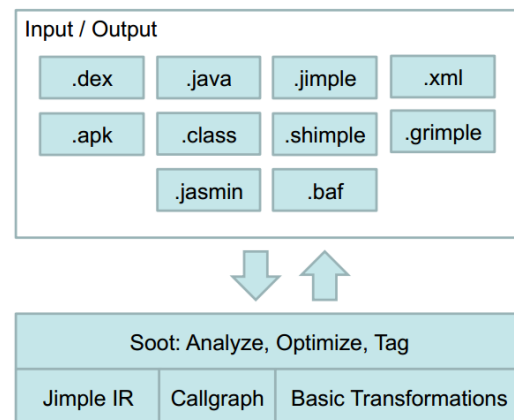 Input / Output
.dex .java .jimple .xml
.apk .class .shimple .grimple
.jasmin .baf
Soot: Analyze, Optimize, Tag
Jimple IR Callgraph Basic Transformations